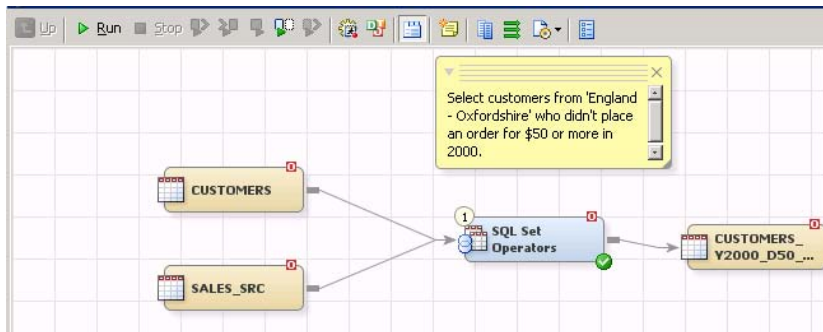 Up Run Stop
Select customers from 'England
- Oxfordshire' who didn't place
an order for $50 or more in
2000.
CUSTOMERS
1
SQL Set
Operators
CUSTOMERS_
Y2000_D50_...
SALES_SRC